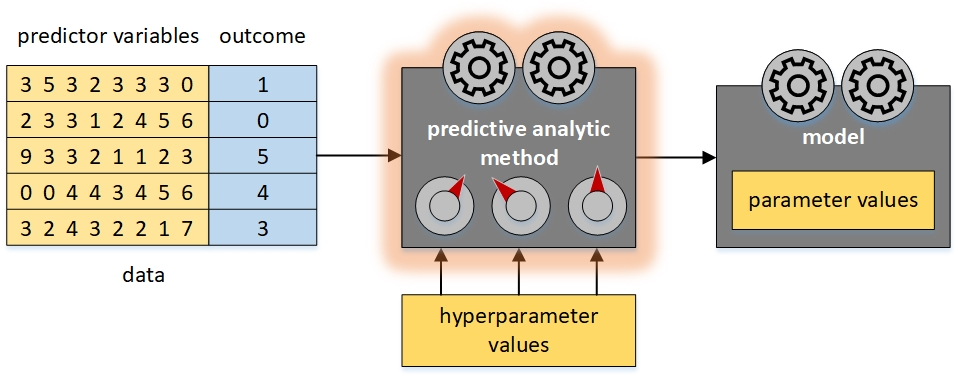 predictor variables outcome
3 5 3 2 3 3 3 0 1
2 3 3 1 2 4 5 6 0
9 3 3 2 1 1 2 3 5
0 0 4 4 3 4 5 6 4
3 2 4 3 2 2 1 7 3
data
predictive analytic
method
hyperparameter
values
model
parameter values